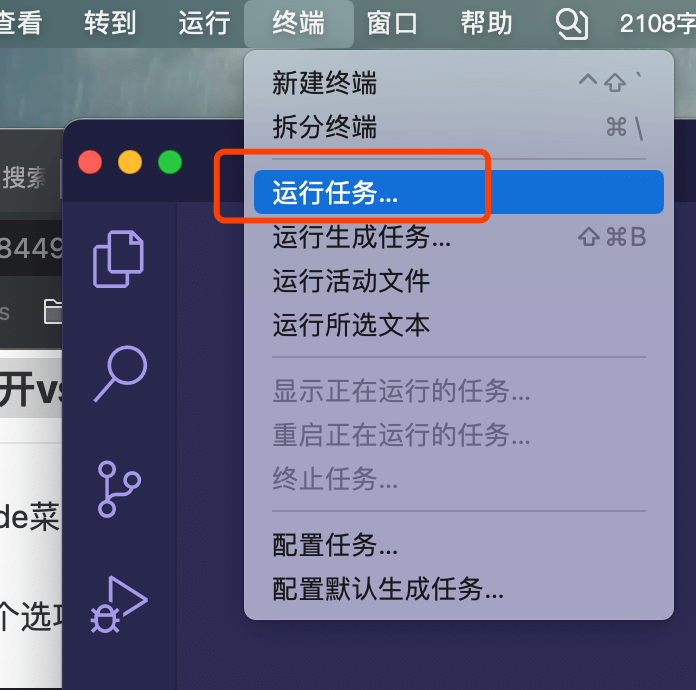 查看 转到 运行 终端 窗口 帮助 2108字
新建终端 ^⇧`
拆分终端 ⌘\
运行任务...
运行生成任务... ⇧⌘B
运行活动文件
运行所选文本
显示正在运行的任务...
重启正在运行的任务...
终止任务...
配置任务...
配置默认生成任务...
搜索
8449
s
开vs
de菜
个选项